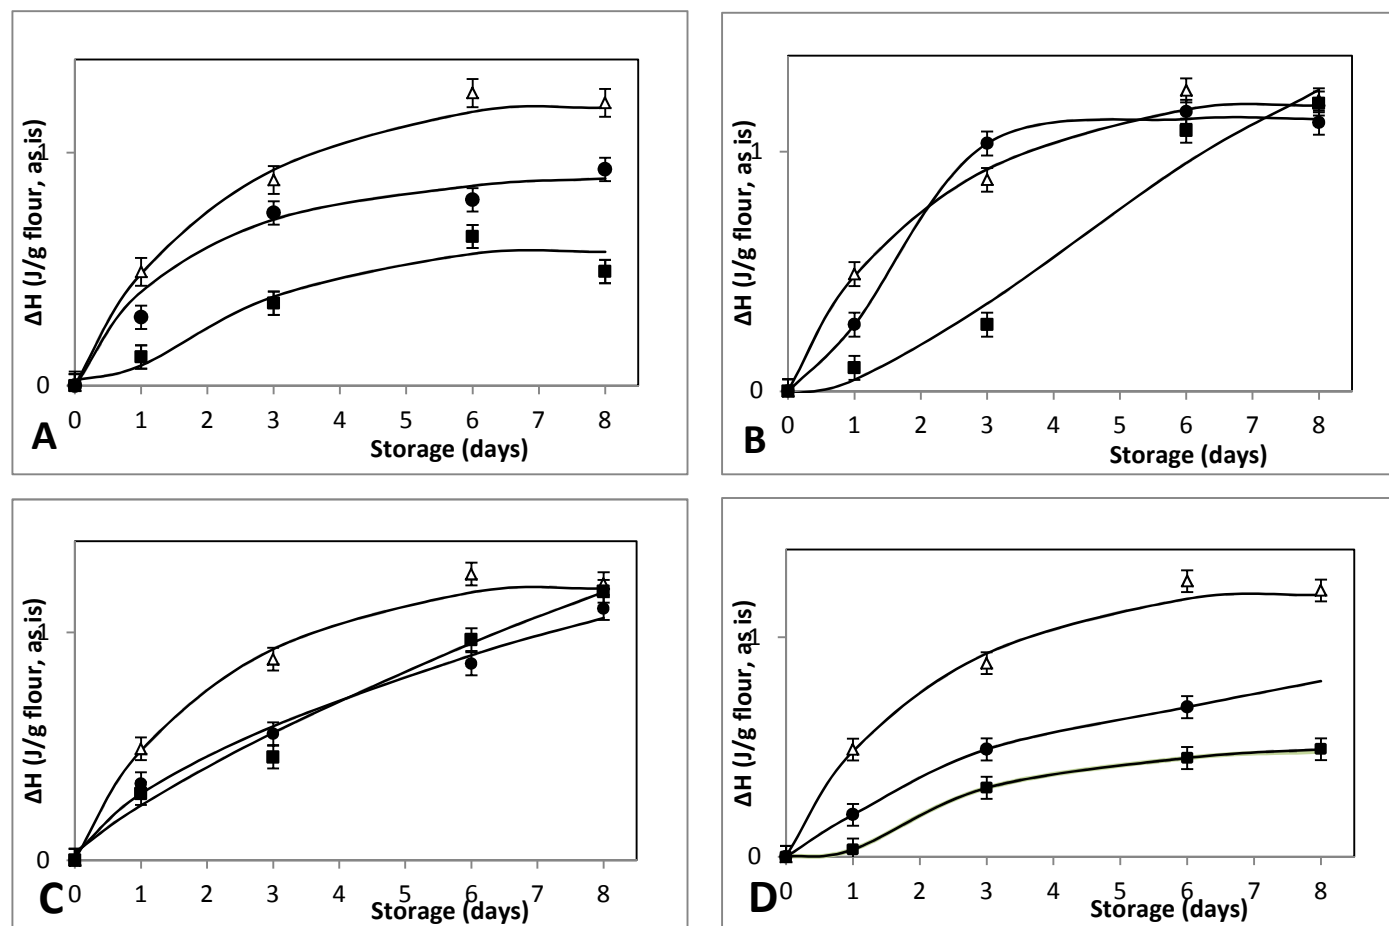 ΔH (J/g flour, as is)
1
0
0 1 2 3 4 5 6 7 8
A
Storage (days)
ΔH (J/g flour, as is)
1
0
0 1 2 3 4 5 6 7 8
B
Storage (days)
ΔH (J/g flour, as is)
1
0
0 1 2 3 4 5 6 7 8
C
Storage (days)
ΔH (J/g flour, as is)
1
0
0 1 2 3 4 5 6 7 8
D
Storage (days)